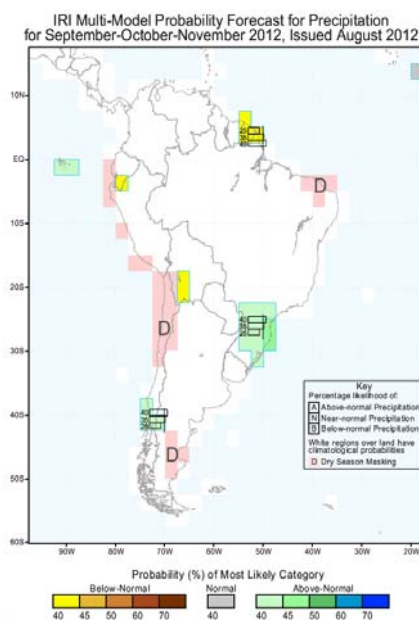 IRI Multi-Model Probability Forecast for Precipitation
for September-October-November 2012, Issued August 2012
10N
EQ
10S
20S
30S
40S
50S
60S
D
D
D
40
40
40
Key
Percentage likelihood of:
A Above-normal Precipitation
N Near-normal Precipitation
B Below-normal Precipitation
White regions over land have
climatological probabilities
D Dry Season Masking
90W 80W 70W 60W 50W 40W 30W 20W
Probability (%) of Most Likely Category
Below-Normal Normal Above-Normal
40 45 50 60 70 40 40 45 50 60 70